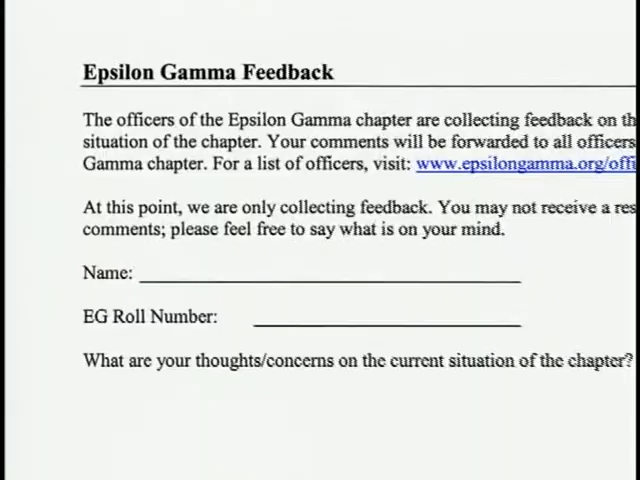 Epsilon Gamma Feedback
The officers of the Epsilon Gamma chapter are collecting feedback on th
situation of the chapter. Your comments will be forwarded to all officers
Gamma chapter. For a list of officers, visit: www.epsilongamma.org/offi
At this point, we are only collecting feedback. You may not receive a res
comments; please feel free to say what is on your mind.
Name:
EG Roll Number:
What are your thoughts/concerns on the current situation of the chapter?